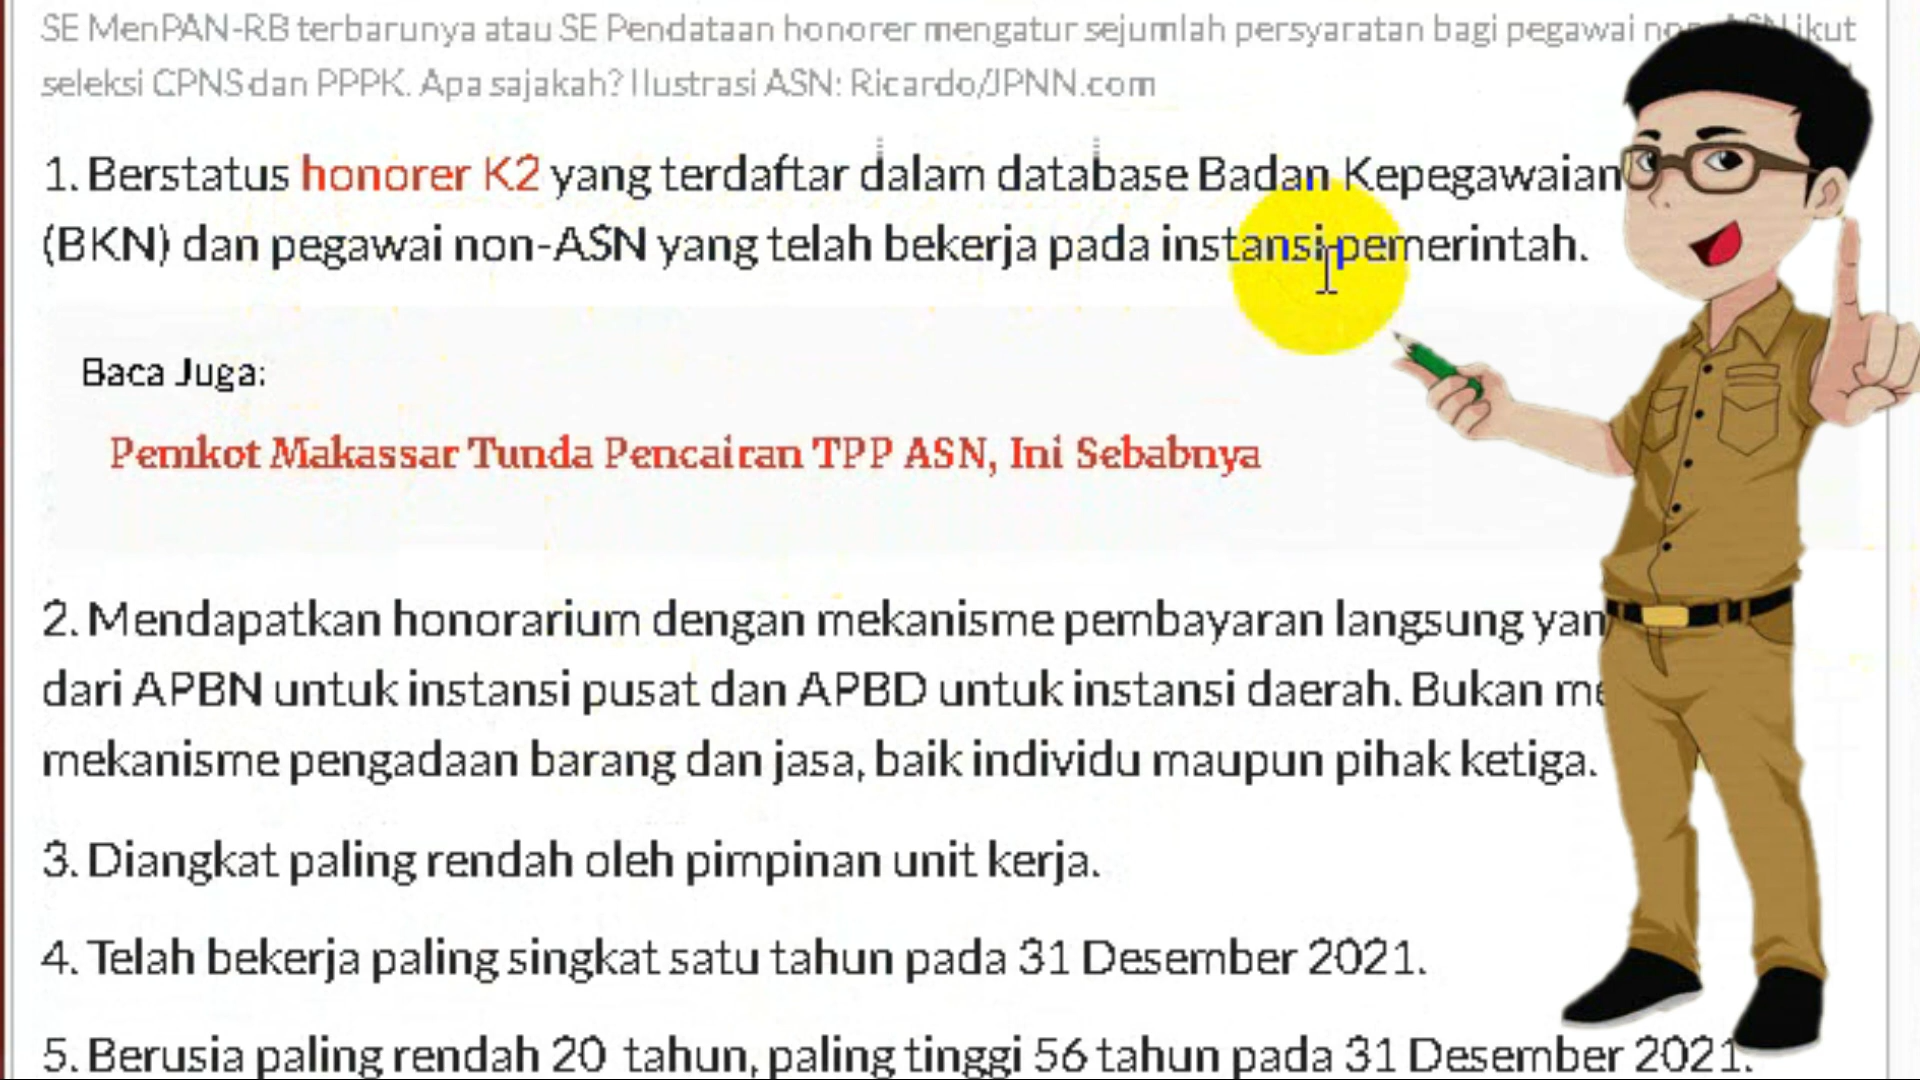 SE MenPAN-RB terbarunya atau SE Pendataan honorer mengatur sejumlah persyaratan bagi pegawai non-ASN ikut
seleksi CPNS dan PPPK. Apa sajakah? Ilustrasi ASN: Ricardo/JPNN.com
1. Berstatus honorer K2 yang terdaftar dalam database Badan Kepegawaian
(BKN) dan pegawai non-ASN yang telah bekerja pada instansi pemerintah.
Baca Juga:
Pemkot Makassar Tunda Pencairan TPP ASN, Ini Sebabnya
2. Mendapatkan honorarium dengan mekanisme pembayaran langsung
dari APBN untuk instansi pusat dan APBD untuk instansi daerah. Bukan
mekanisme pengadaan barang dan jasa, baik individu maupun pihak ketiga.
3. Diangkat paling rendah oleh pimpinan unit kerja.
4. Telah bekerja paling singkat satu tahun pada 31 Desember 2021.
5. Berusia paling rendah 20 tahun, paling tinggi 56 tahun pada 31 Desember 2021.